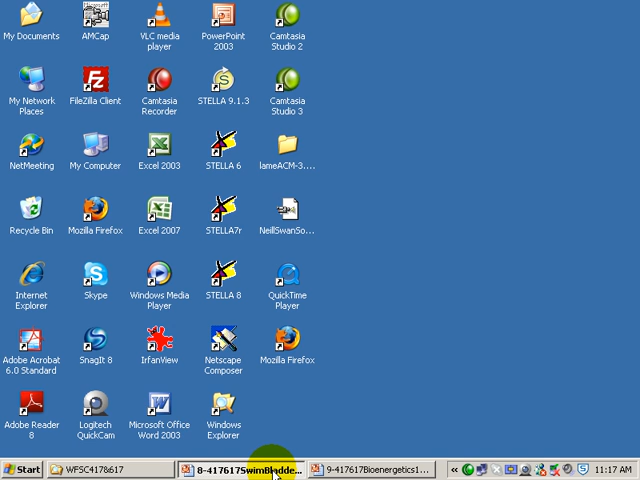 My Documents
AMCap
VLC media
player
PowerPoint
2003
Camtasia
Studio 2
My Network
Places
FileZilla Client
Camtasia
Recorder
STELLA 9.1.3
Camtasia
Studio 3
NetMeeting
My Computer
Excel 2003
STELLA 6
lameACM-3....
Recycle Bin
Mozilla Firefox
Excel 2007
STELLA7r
NeillSwanSo...
Internet
Explorer
Skype
Windows Media
Player
STELLA 8
QuickTime
Player
Adobe Acrobat
6.0 Standard
SnagIt 8
IrfanView
Netscape
Composer
Mozilla Firefox
Adobe Reader
8
Logitech
QuickCam
Microsoft Office
Word 2003
Windows
Explorer
Start
WFSC417&617
8-417617SwimBladde...
9-417617Bioenergetics1...
11:17 AM